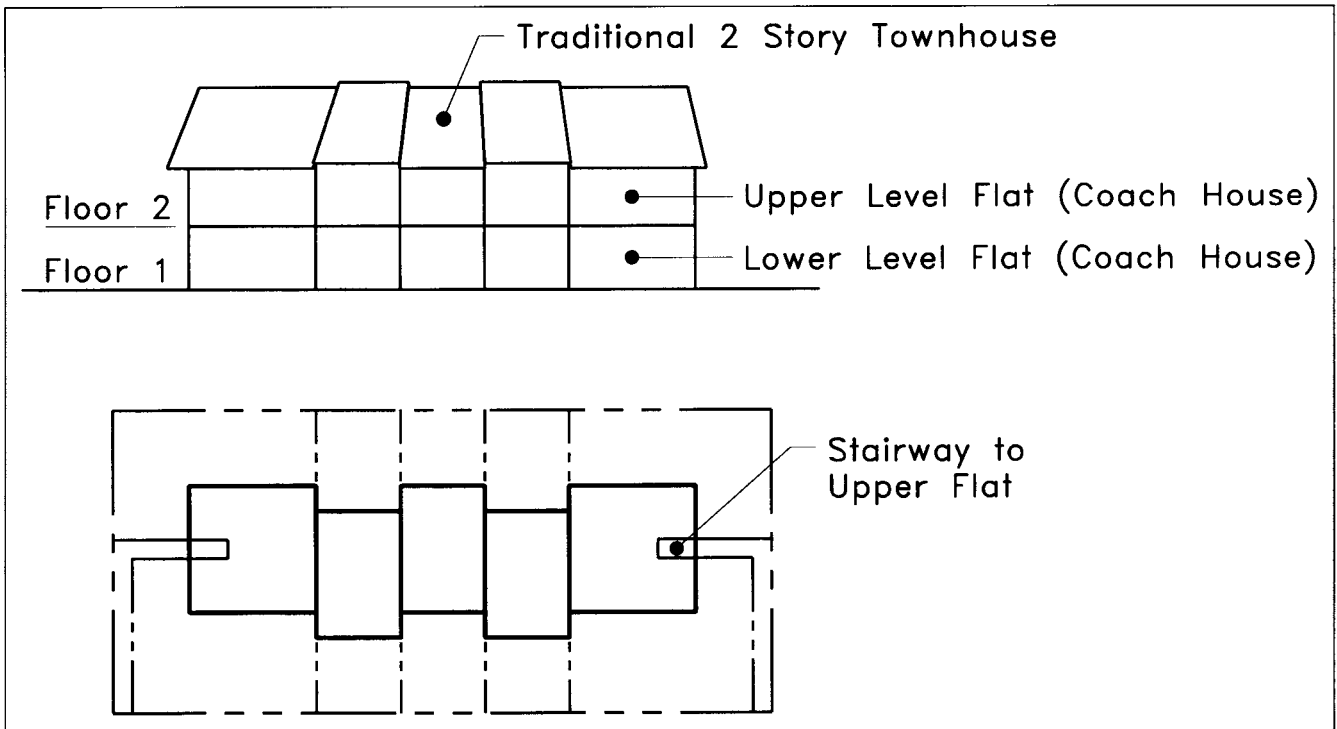 Traditional 2 Story Townhouse
Floor 2
Upper Level Flat (Coach House)
Floor 1
Lower Level Flat (Coach House)
Stairway to
Upper Flat